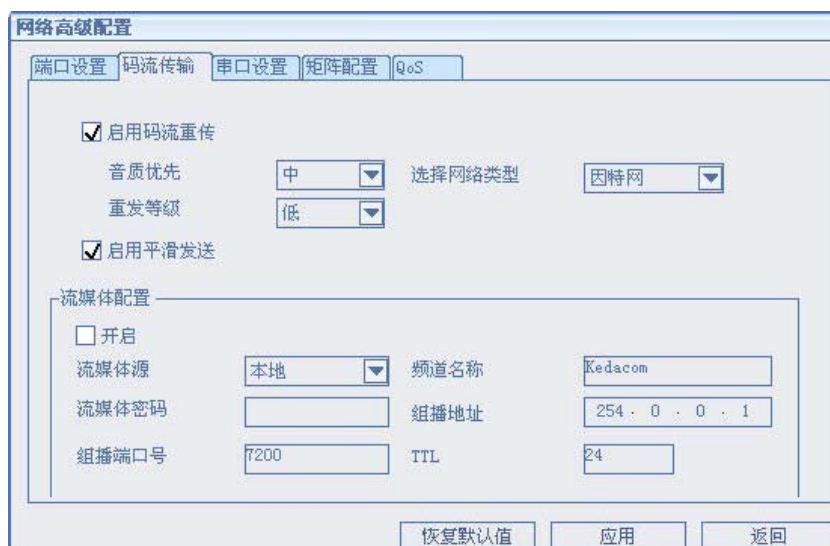 网络高级配置
端口设置 码流传输 串口设置 矩阵配置 QoS
启用码流重传
音质优先 中 选择网络类型 因特网
重发等级 低
启用平滑发送
流媒体配置
开启
流媒体源 本地 频道名称 Kedacom
流媒体密码 组播地址 254 . 0 . 0 . 1
组播端口号 7200 TTL 24
恢复默认值 应用 返回